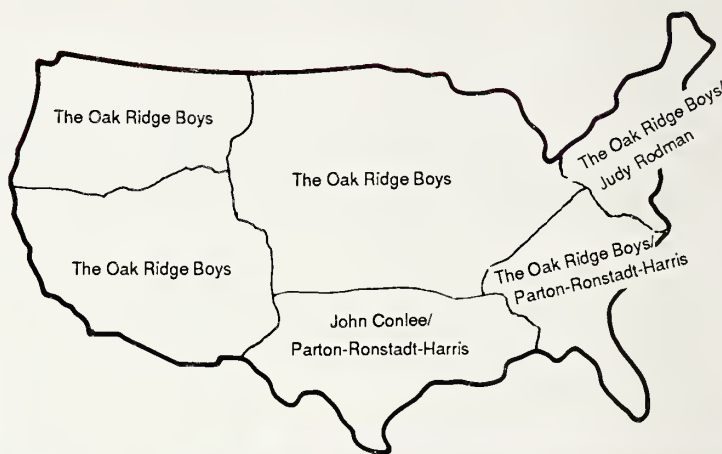 The Oak Ridge Boys
The Oak Ridge Boys
The Oak Ridge Boys/
Judy Rodman
The Oak Ridge Boys
The Oak Ridge Boys/
Parton-Ronstadt-Harris
John Conlee/
Parton-Ronstadt-Harris